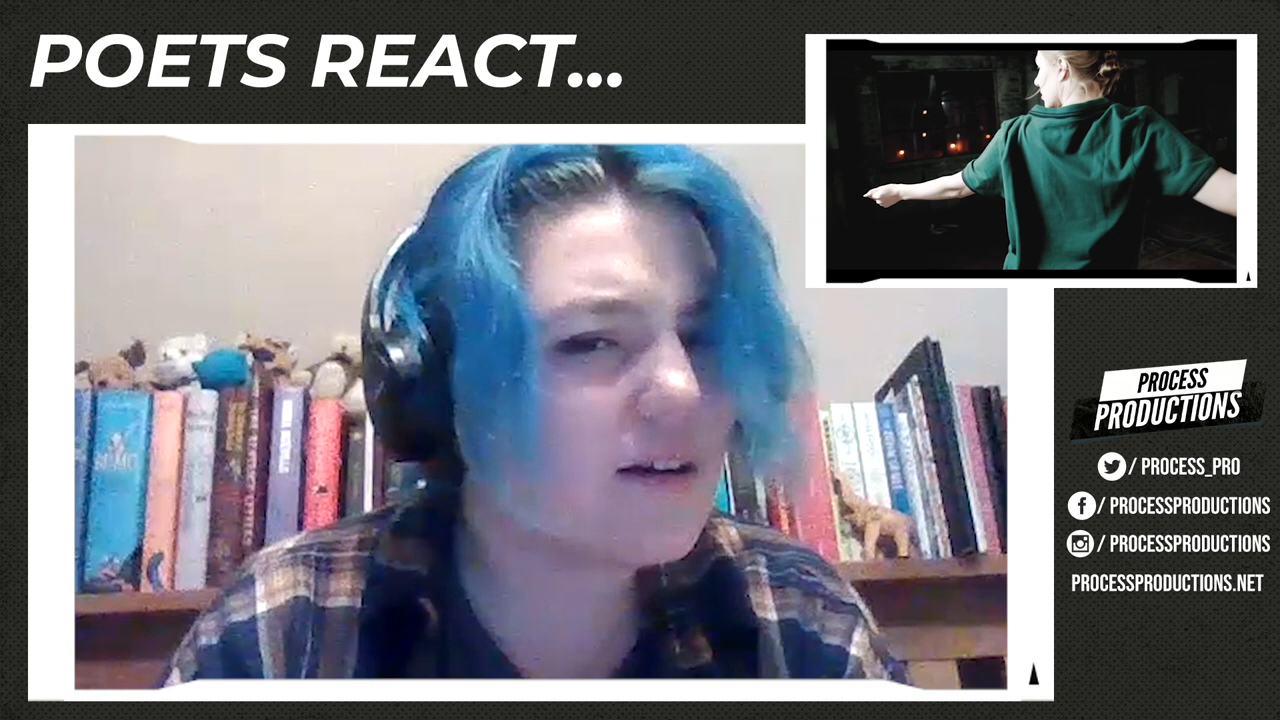 POETS REACT...
PROCESS
PRODUCTIONS
/ PROCESS_PRO
/ PROCESSPRODUCTIONS
/ PROCESSPRODUCTIONS
PROCESSPRODUCTIONS.NET